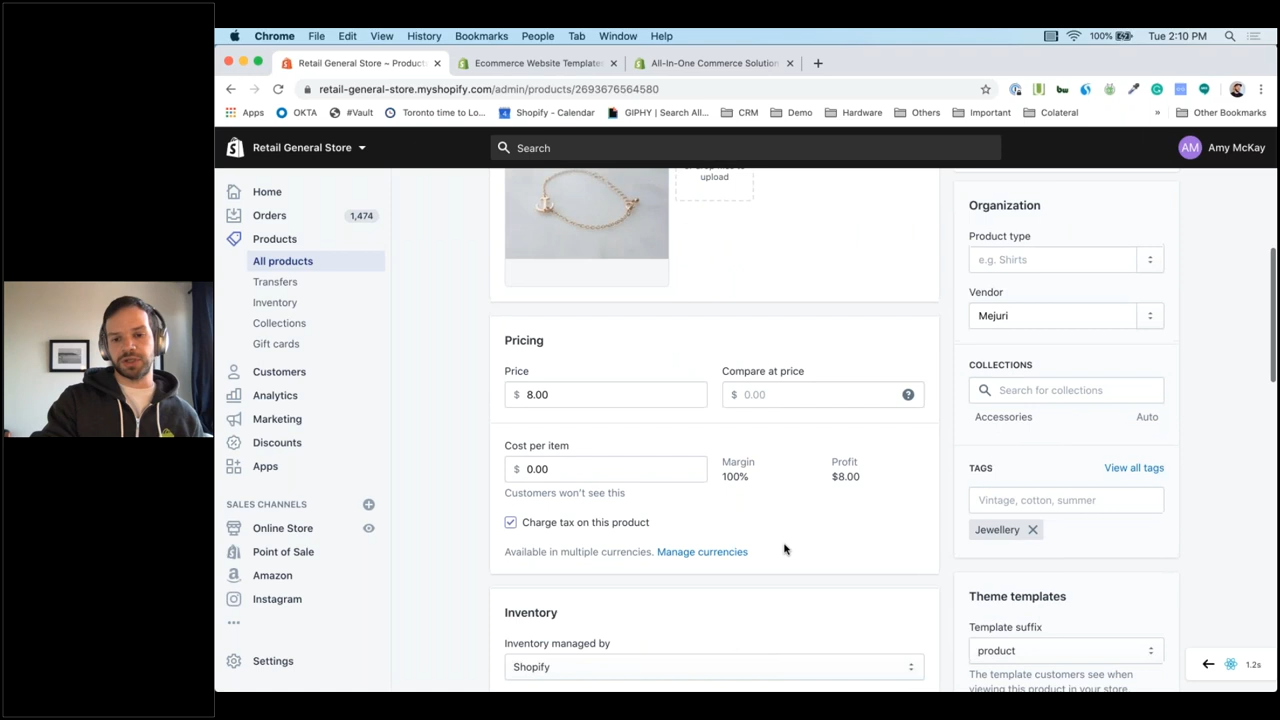 Chrome File Edit View History Bookmarks People Tab Window Help 100% Tue 2:10 PM
Retail General Store ~ Product Ecommerce Website Templates All-In-One Commerce Solution
retail-general-store.myshopify.com/admin/products/2693676564580
Apps OKTA #Vault Toronto time to Lo... Shopify - Calendar GIPHY | Search All... CRM Demo Hardware Others Important Colateral » Other Bookmarks
Retail General Store Search AM Amy McKay
Home
Orders 1,474
Products
All products
Transfers
Inventory
Collections
Gift cards
Customers
Analytics
Marketing
Discounts
Apps
SALES CHANNELS
Online Store
Point of Sale
Amazon
Instagram
Settings
upload
Pricing
Price Compare at price
$ 8.00 $ 0.00
Cost per item
$ 0.00
Margin Profit
100% $8.00
Customers won't see this
Charge tax on this product
Available in multiple currencies. Manage currencies
Inventory
Inventory managed by
Shopify
Organization
Product type
e.g. Shirts
Vendor
Mejuri
COLLECTIONS
Search for collections
Accessories Auto
TAGS View all tags
Vintage, cotton, summer
Jewellery
Theme templates
Template suffix
product
The template customers see when
viewing this product in your store.
1.2s